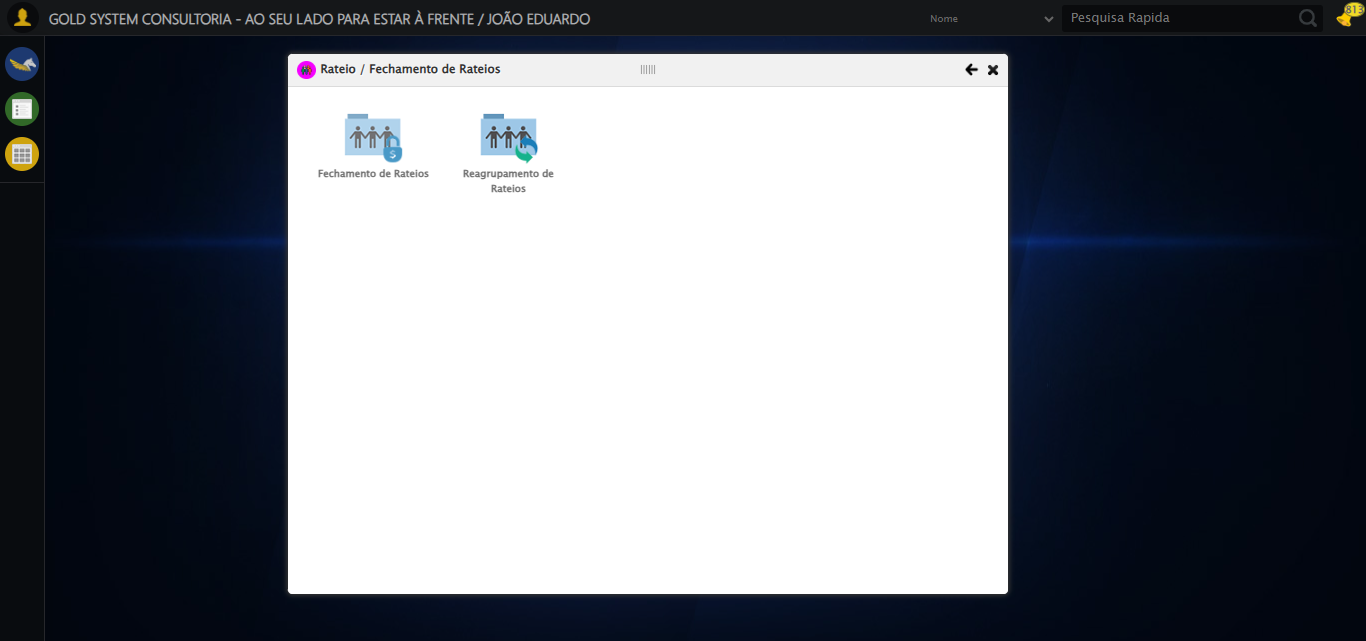 GOLD SYSTEM CONSULTORIA - AO SEU LADO PARA ESTAR À FRENTE / JOÃO EDUARDO
Nome
Pesquisa Rapida
813
Rateio / Fechamento de Rateios
Fechamento de Rateios
Reagrupamento de
Rateios